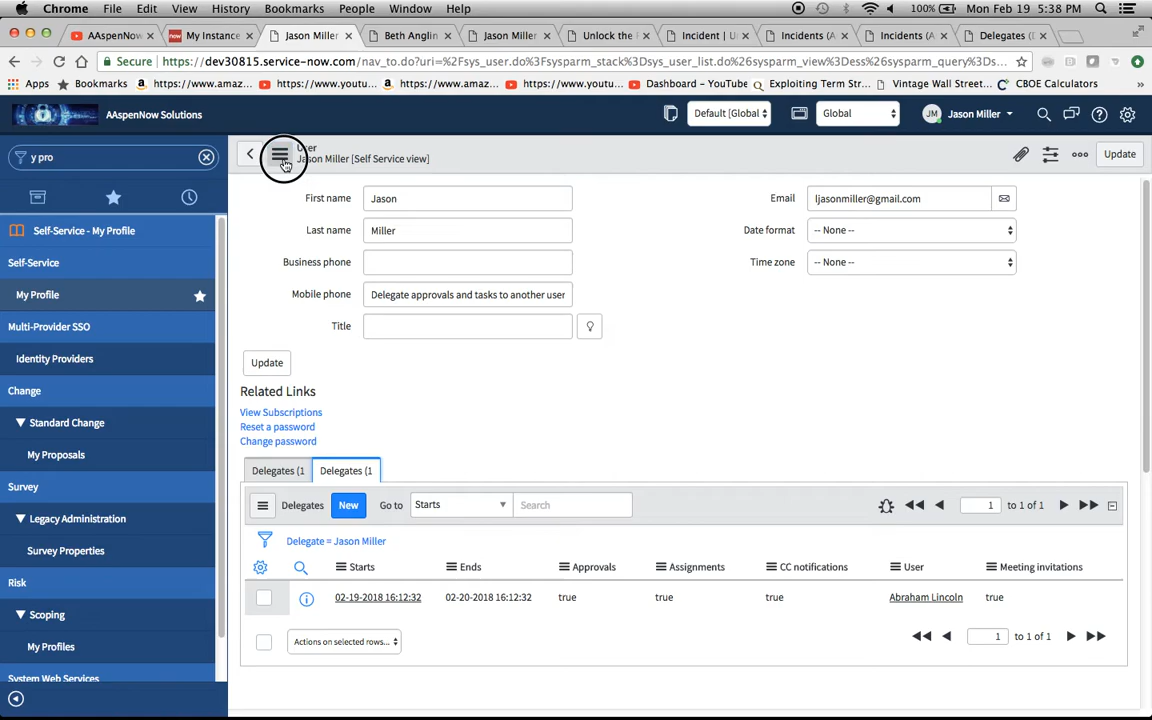 Chrome File Edit View History Bookmarks People Window Help 100% Mon Feb 19 5:38 PM
AAspenNow My Instance Jason Miller Beth Anglin Jason Miller Unlock the Incident | U Incidents (A Incidents (A Delegates (
Secure https://dev30815.service-now.com/nav_to.do?uri=%2Fsys_user.do%3Fsysparm_stack%3Dsys_user_list.do%26sysparm_view%3Dess%26sysparm_query%3Ds...
Apps Bookmarks https://www.amaz... https://www.youtu... https://www.amaz... https://www.youtu... Dashboard - YouTube Exploiting Term Str... Vintage Wall Street... CBOE Calculators
AAspenNow Solutions Default [Global Global JM Jason Miller
y pro
User
Jason Miller [Self Service view] Update
Self-Service - My Profile
Self-Service
My Profile
Multi-Provider SSO
Identity Providers
Change
Standard Change
My Proposals
Survey
Legacy Administration
Survey Properties
Risk
Scoping
My Profiles
System Web Services
First name Jason Email ljasonmiller@gmail.com
Last name Miller Date format -- None --
Business phone Time zone -- None --
Mobile phone Delegate approvals and tasks to another user
Title
Update
Related Links
View Subscriptions
Reset a password
Change password
Delegates (1 Delegates (1
Delegates New Go to Starts Search 1 to 1 of 1
Delegate = Jason Miller
Starts Ends Approvals Assignments CC notifications User Meeting invitations
02-19-2018 16:12:32 02-20-2018 16:12:32 true true true Abraham Lincoln true
Actions on selected rows... 1 to 1 of 1